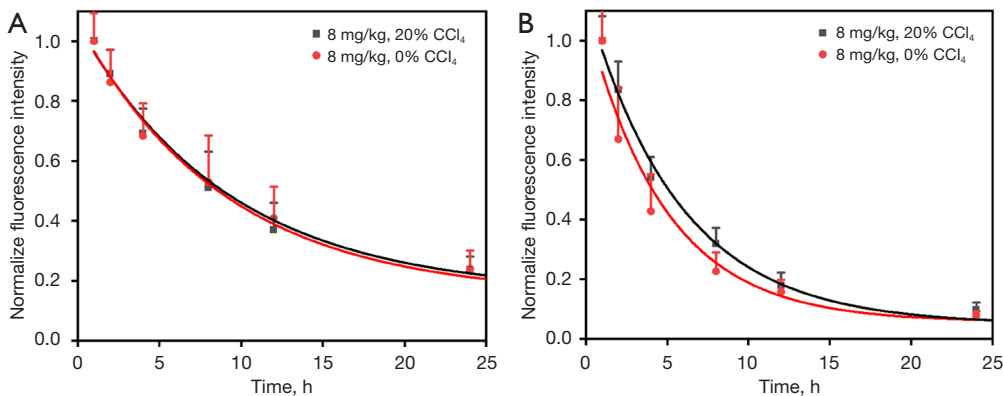 A
8 mg/kg, 20% CCl₄
8 mg/kg, 0% CCl₄
Normalize fluorescence intensity
1.0
0.8
0.6
0.4
0.2
0.0
0
5
10
15
20
25
Time, h
B
8 mg/kg, 20% CCl₄
8 mg/kg, 0% CCl₄
Normalize fluorescence intensity
1.0
0.8
0.6
0.4
0.2
0.0
0
5
10
15
20
25
Time, h